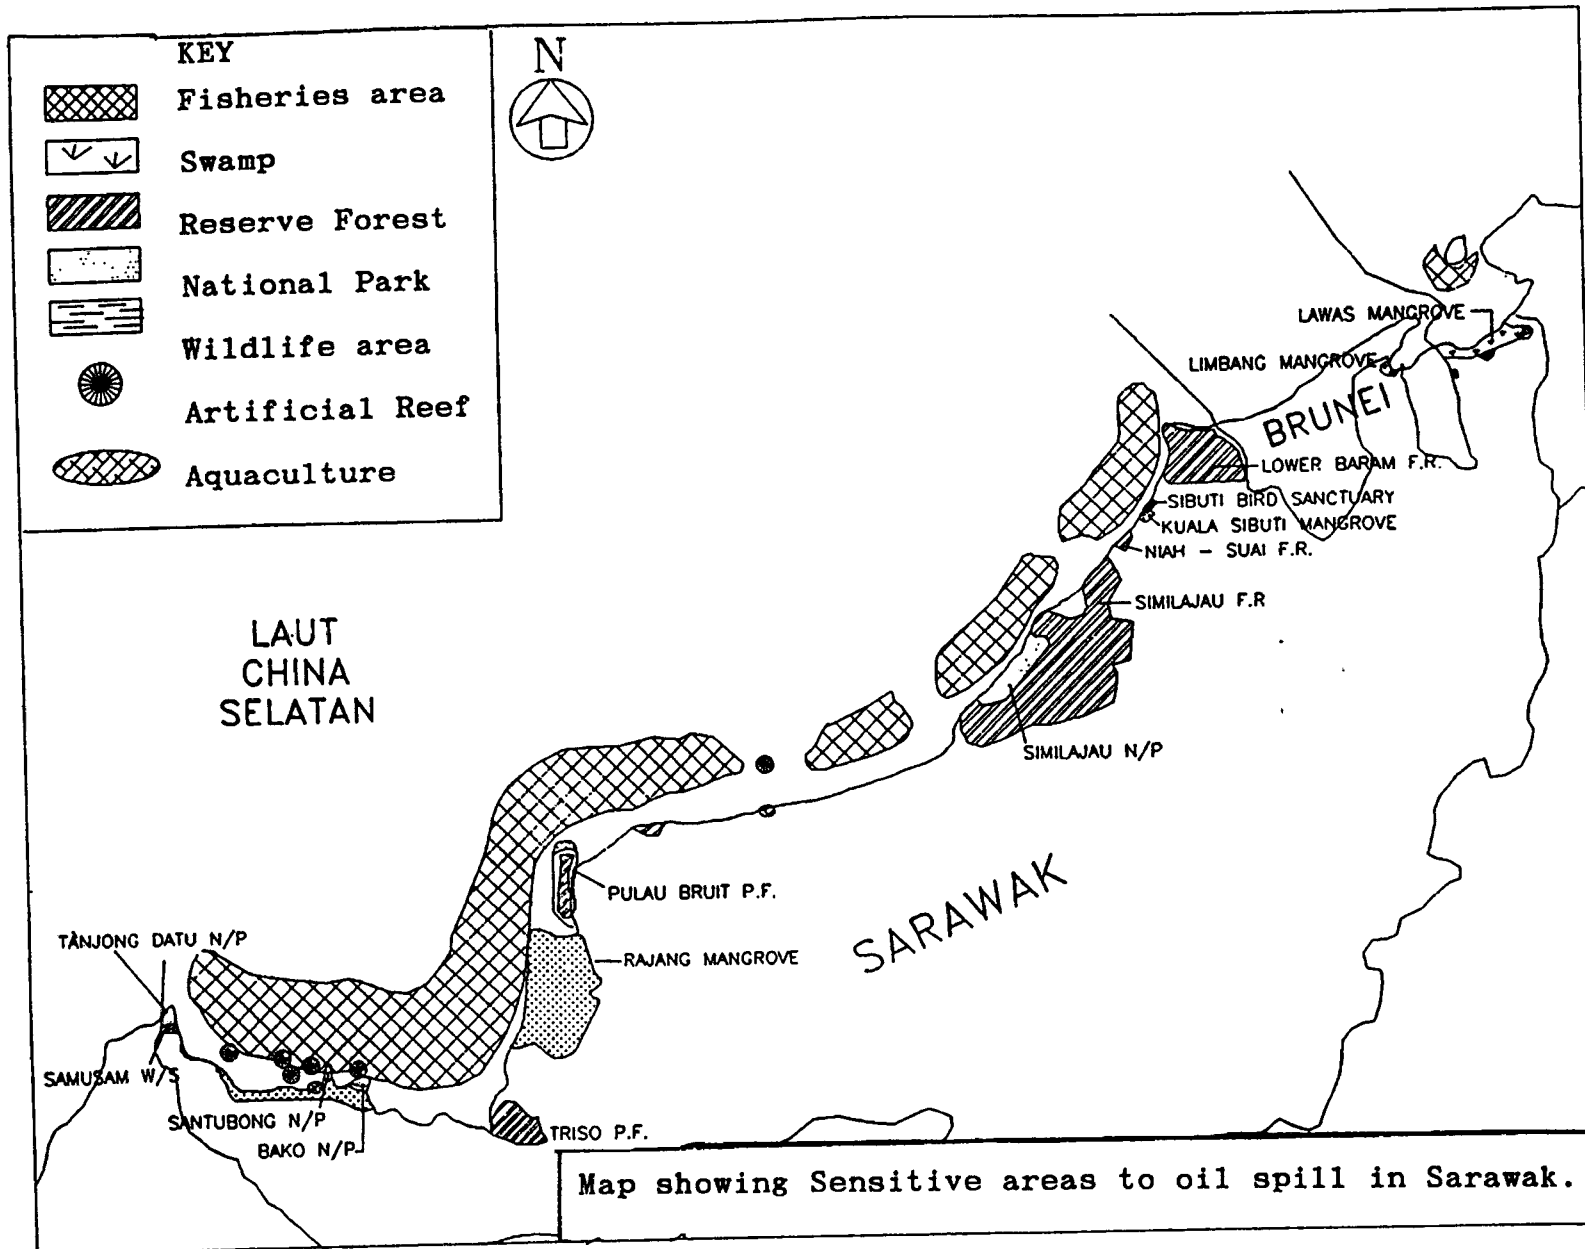 KEY
Fisheries area
Swamp
Reserve Forest
National Park
Wildlife area
Artificial Reef
Aquaculture
N
LAWAS MANGROVE
LIMBANG MANGROVE
BRUNEI
LOWER BARAM F.R.
SIBUTI BIRD SANCTUARY
KUALA SIBUTI MANGROVE
NIAH - SUAI F.R.
SIMILAJAU F.R
LAUT
CHINA
SELATAN
SIMILAJAU N/P
PULAU BRUIT P.F.
SARAWAK
TANJONG DATU N/P
RAJANG MANGROVE
SAMUSAM W/S
SANTUBONG N/P
BAKO N/P
TRISO P.F.
Map showing Sensitive areas to oil spill in Sarawak.